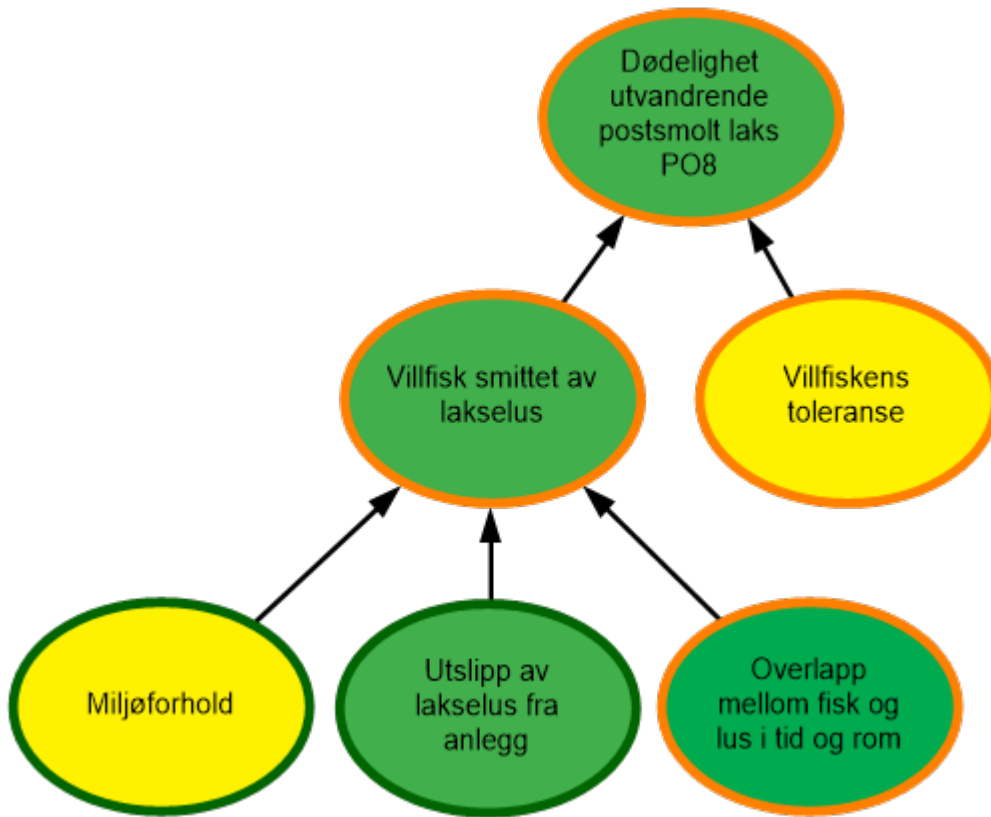 Dødelighet
utvandrende
postsmolt laks
PO8
Villfisk smittet av
lakselus
Villfiskens
toleranse
Miljøforhold
Utslipp av
lakselus fra
anlegg
Overlapp
mellom fisk og
lus i tid og rom